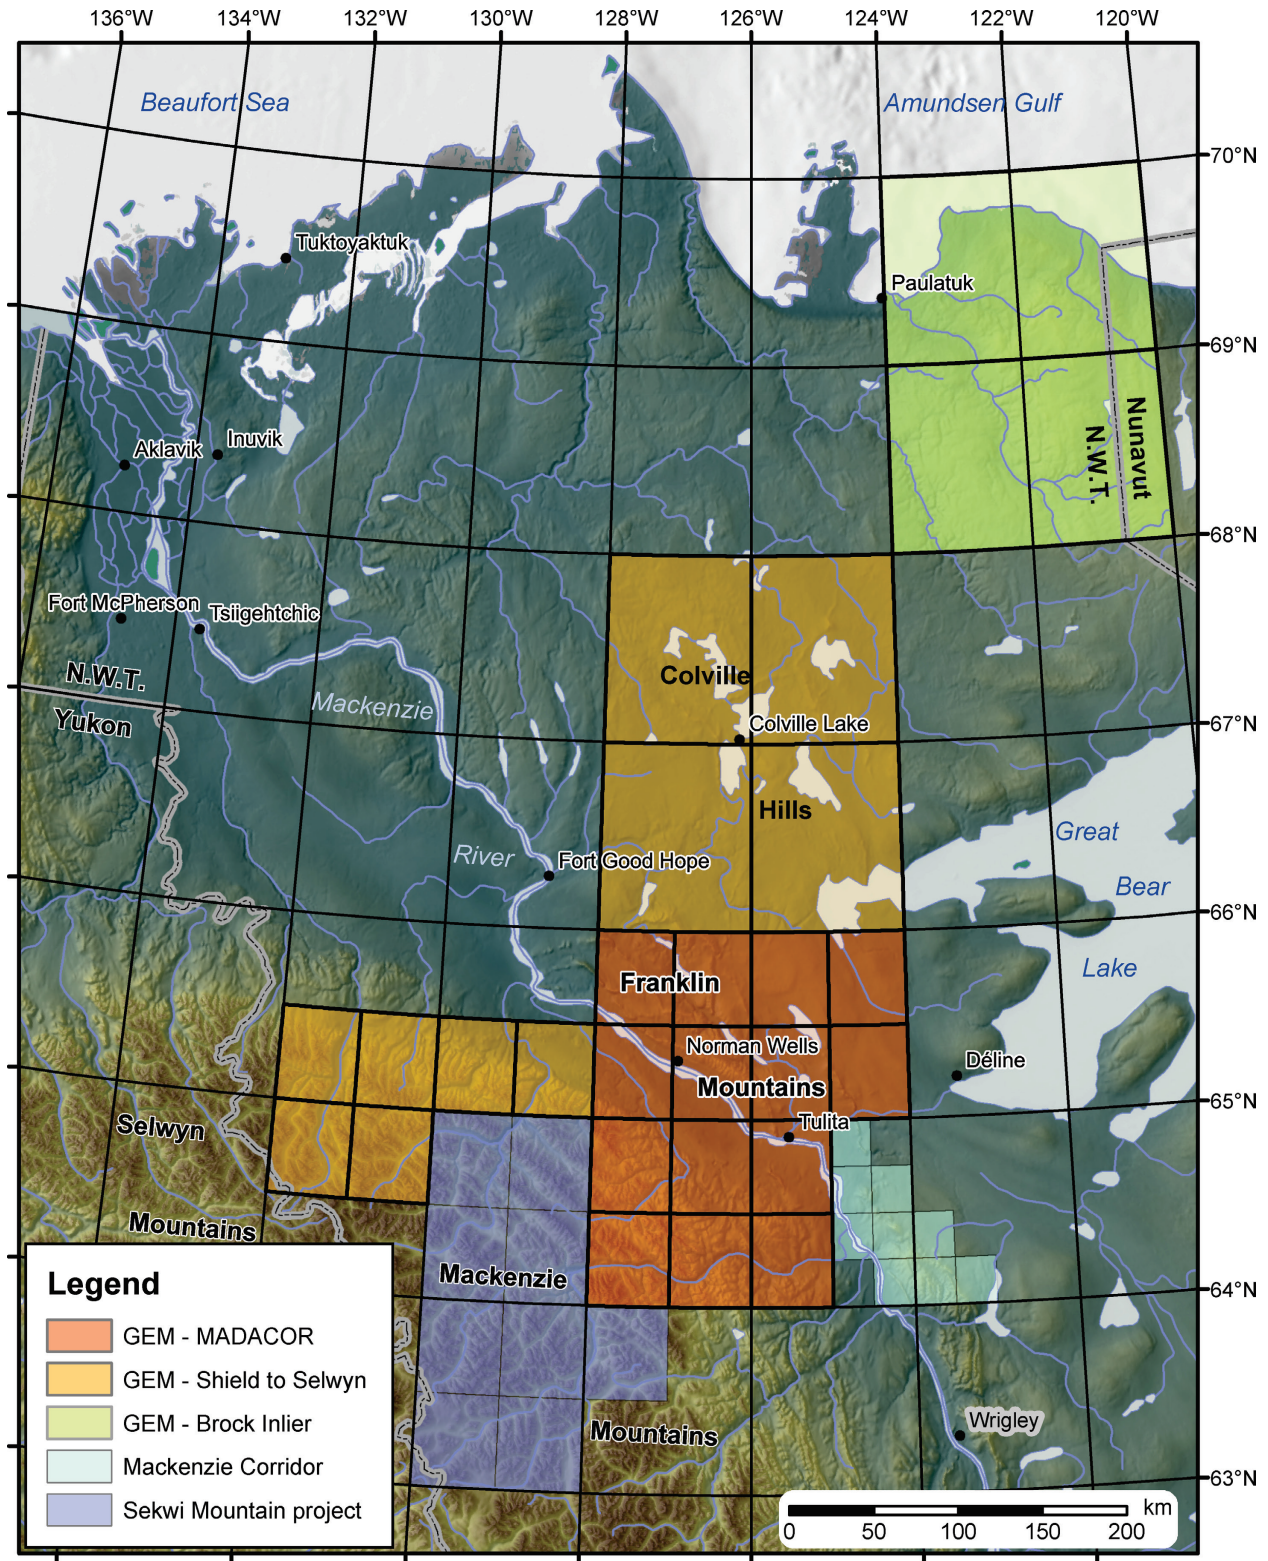 136°W 134°W 132°W 130°W 128°W 126°W 124°W 122°W 120°W
Beaufort Sea
Amundsen Gulf
70°N
Tuktoyaktuk
Paulatuk
69°N
Aklavik
Inuvik
Nunavut
N.W.T.
68°N
Fort McPherson
Tsiigehtchic
N.W.T.
Yukon
Mackenzie
Colville
Colville Lake
67°N
Hills
Great
River
Fort Good Hope
Bear
66°N
Lake
Franklin
Norman Wells
Mountains
Déline
65°N
Selwyn
Tulita
Mountains
Mackenzie
64°N
Mountains
Wrigley
63°N
Legend
GEM - MADACOR
GEM - Shield to Selwyn
GEM - Brock Inlier
Mackenzie Corridor
Sekwi Mountain project
km
0 50 100 150 200